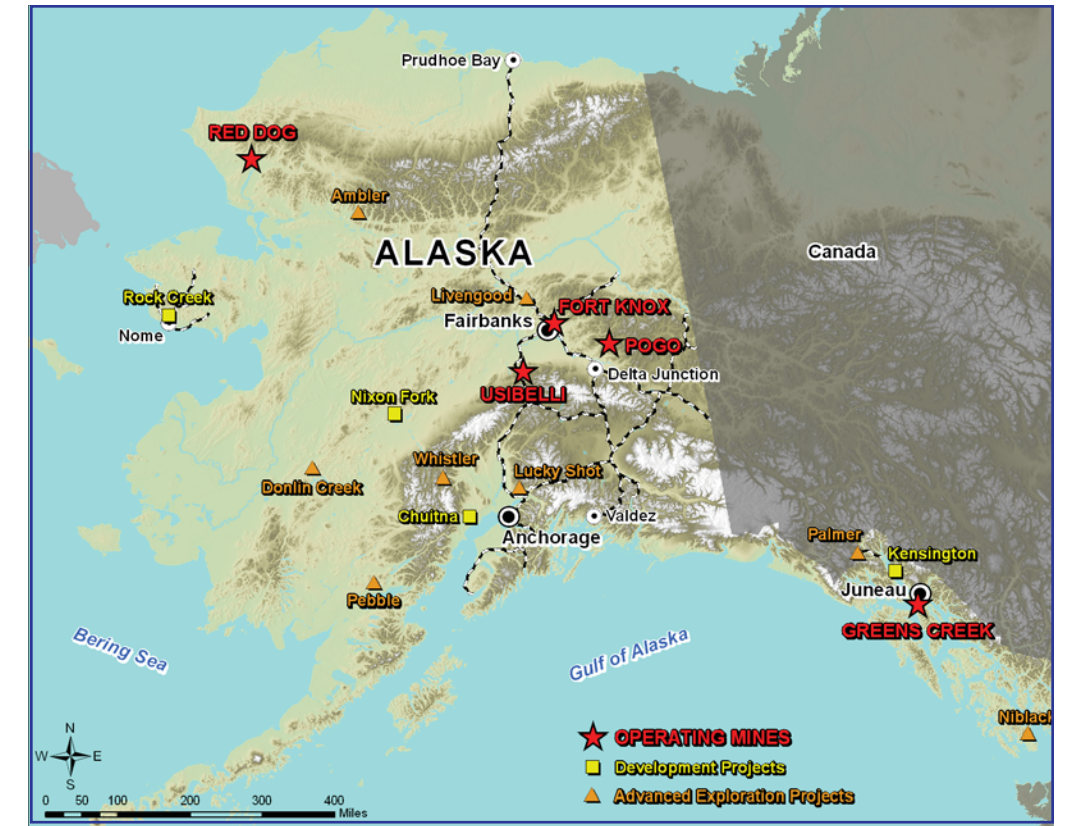 Prudhoe Bay
RED DOG
Ambler
ALASKA
Canada
Rock Creek
Nome
Livengood
FORT KNOX
Fairbanks
POGO
Delta Junction
USIBELLI
Nixon Fork
Whistler
Lucky Shot
Donlin Creek
Chuitna
Valdez
Anchorage
Palmer
Kensington
Pebble
Juneau
GREENS CREEK
Bering Sea
Gulf of Alaska
Niblack
N
W E
S
OPERATING MINES
Development Projects
Advanced Exploration Projects
0 50 100 200 300 400
Miles